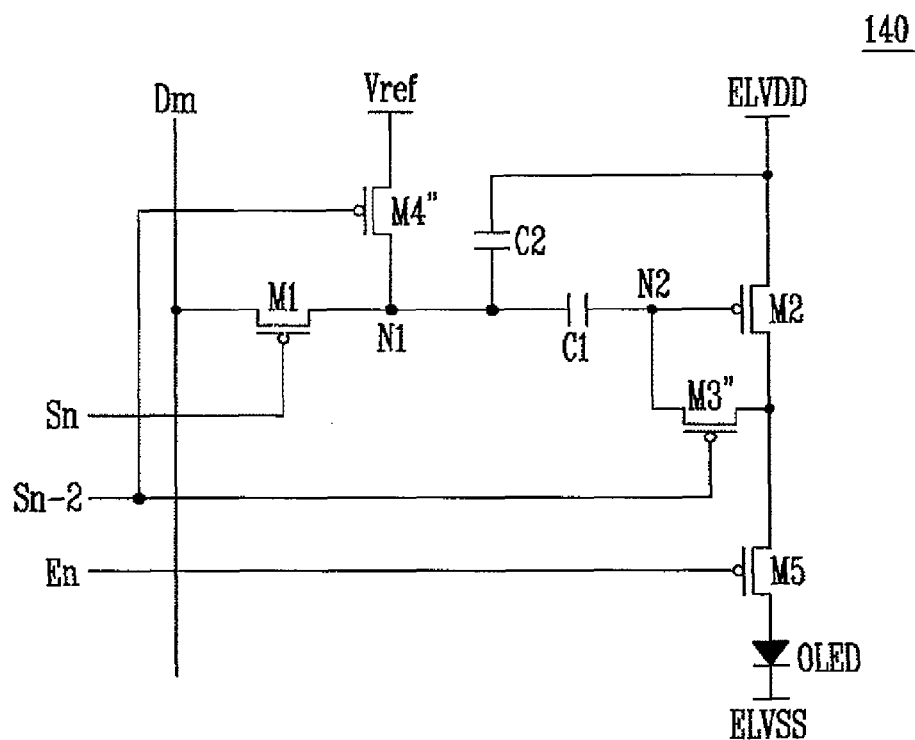 140
Dm
Vref
ELVDD
M4"
C2
M1
N2
M2
N1
C1
M3"
Sn
Sn-2
En
M5
OLED
ELVSS